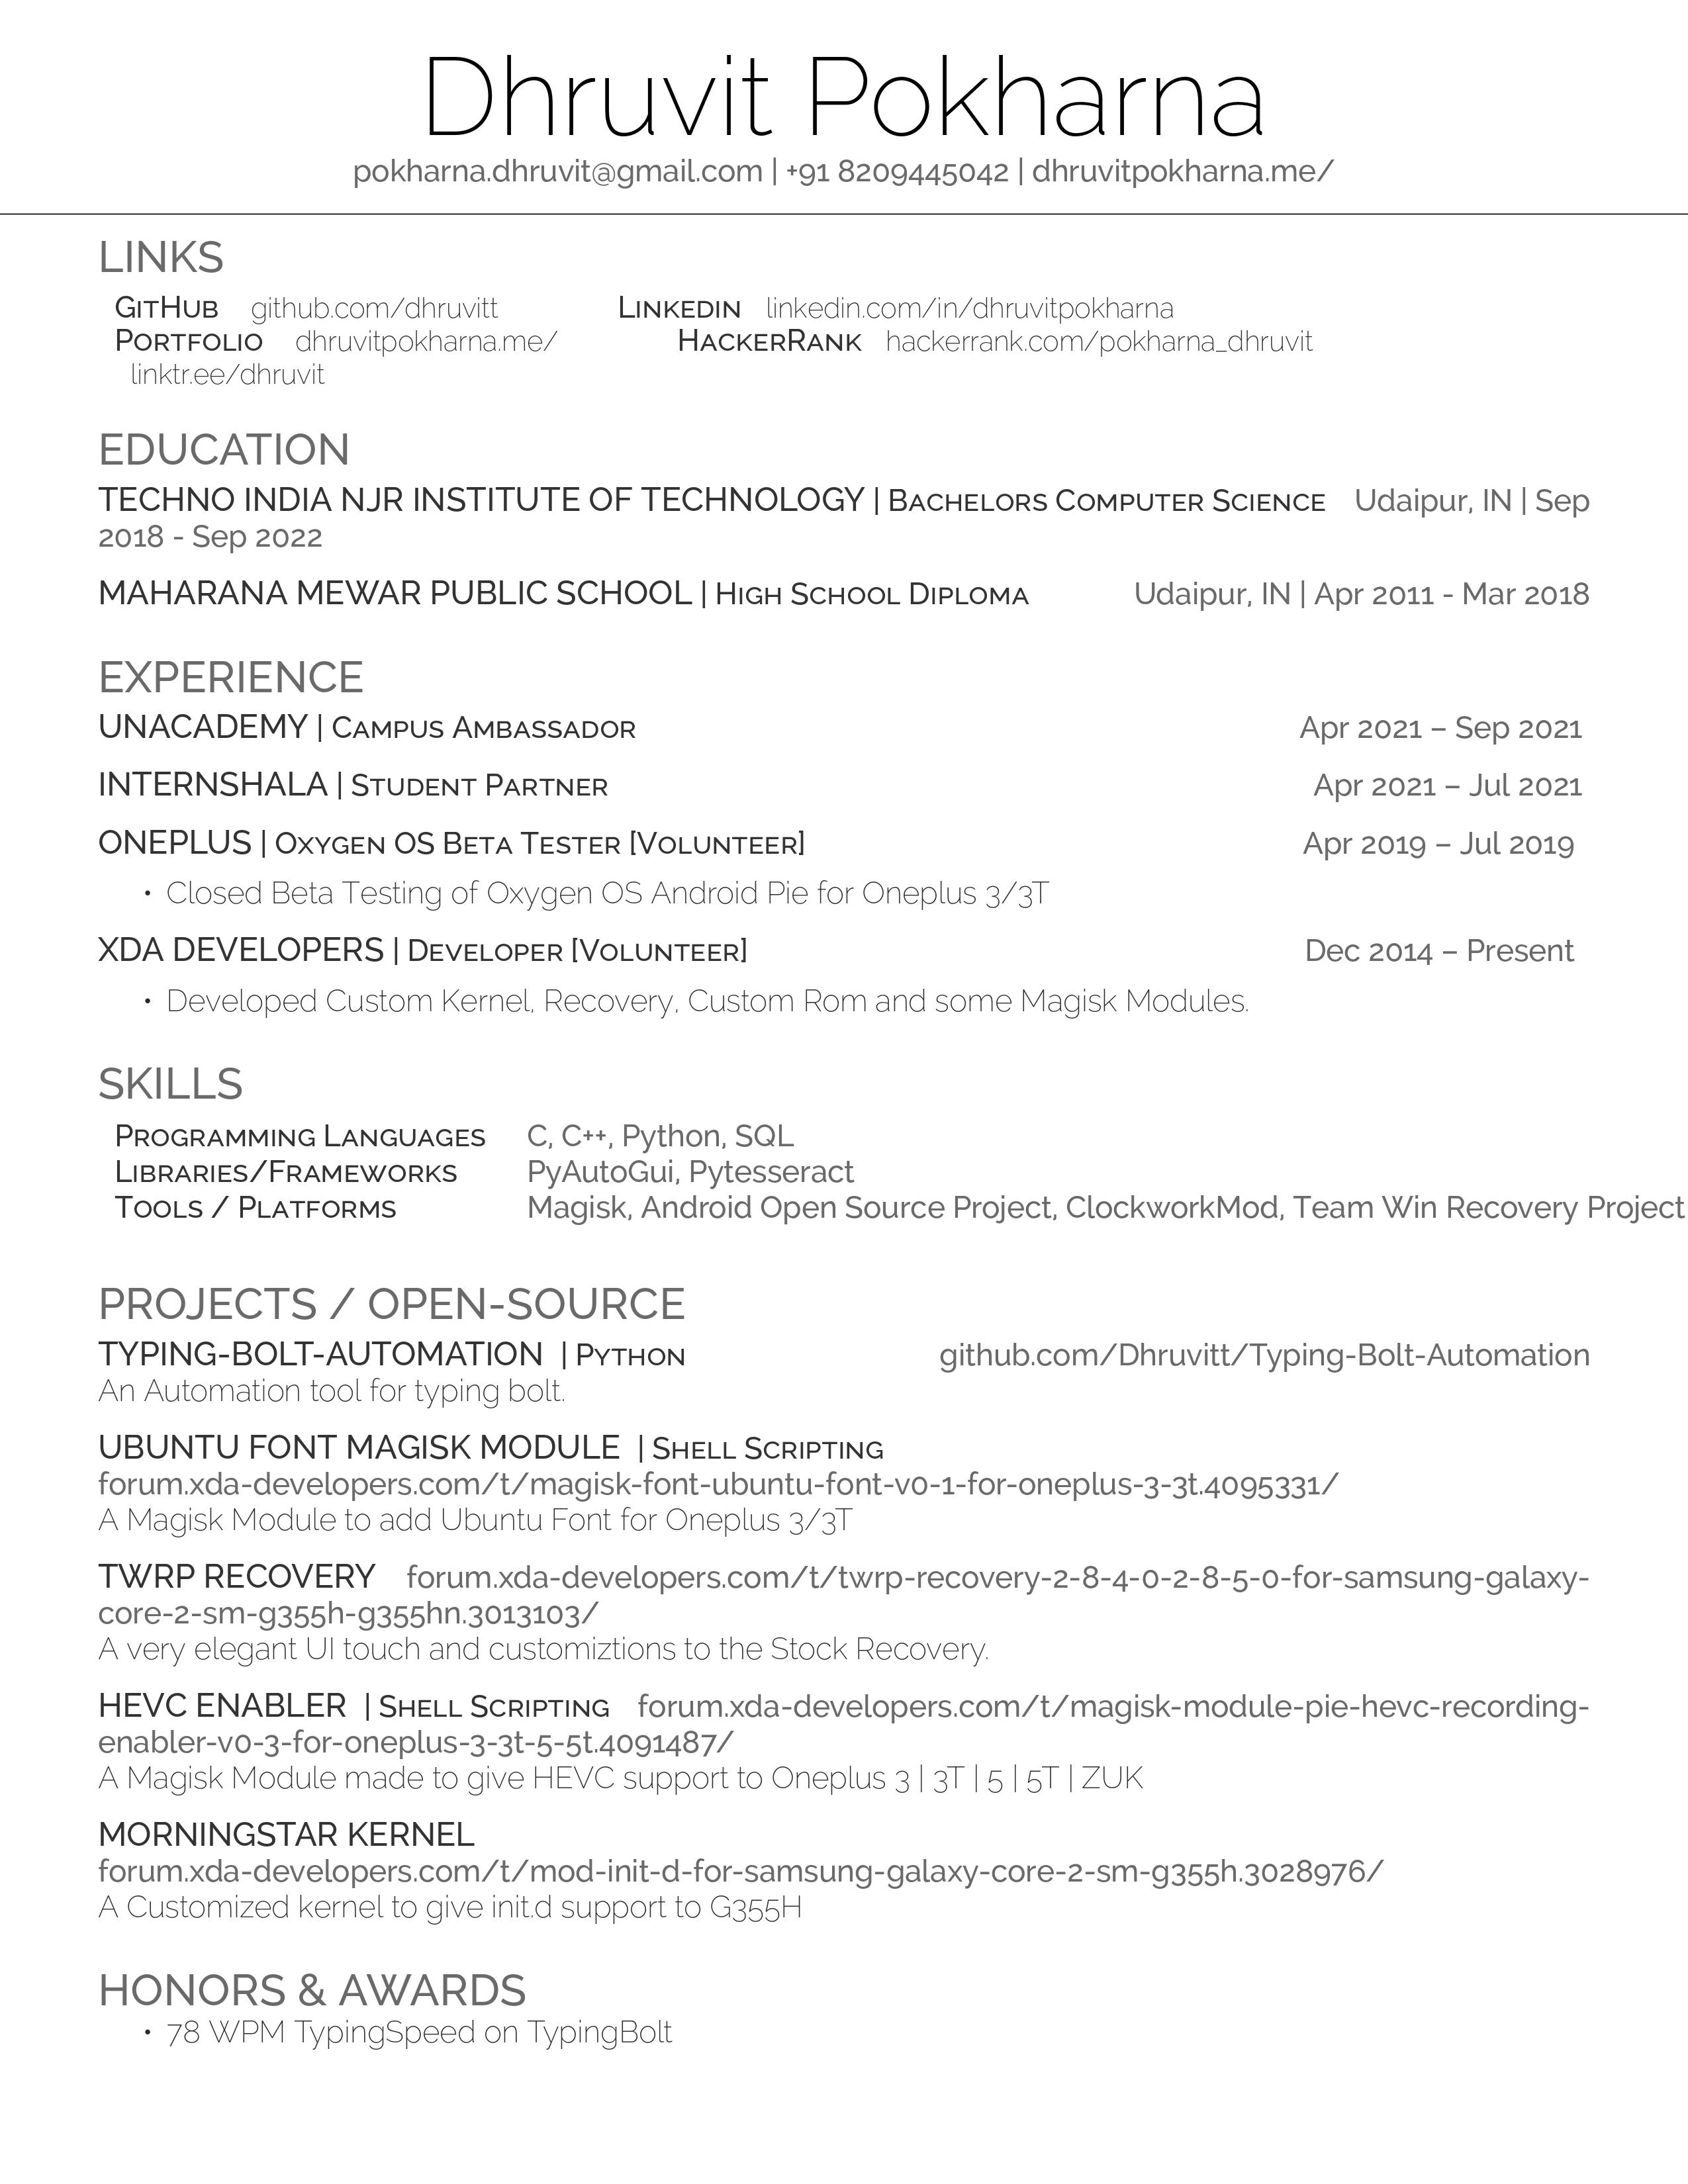 Dhruvit Pokharna
pokharna.dhruvit@gmail.com | +91 8209445042 | dhruvitpokharna.me/
LINKS
GitHub github.com/dhruvitt LinkedIn linkedin.com/in/dhruvitpokharna
Portfolio dhruvitpokharna.me/ HackerRank hackerrank.com/pokharna_dhruvit
linktr.ee/dhruvit
EDUCATION
TECHNO INDIA NJR INSTITUTE OF TECHNOLOGY | Bachelors Computer Science Udaipur, IN | Sep
2018 - Sep 2022
MAHARANA MEWAR PUBLIC SCHOOL | High School Diploma Udaipur, IN | Apr 2011 - Mar 2018
EXPERIENCE
UNACADEMY | Campus Ambassador Apr 2021 – Sep 2021
INTERNSHALA | Student Partner Apr 2021 – Jul 2021
ONEPLUS | Oxygen OS Beta Tester [Volunteer] Apr 2019 – Jul 2019
• Closed Beta Testing of Oxygen OS Android Pie for Oneplus 3/3T
XDA DEVELOPERS | Developer [Volunteer] Dec 2014 – Present
• Developed Custom Kernel, Recovery, Custom Rom and some Magisk Modules.
SKILLS
Programming Languages C, C++, Python, SQL
Libraries/Frameworks PyAutoGui, Pytesseract
Tools / Platforms Magisk, Android Open Source Project, ClockworkMod, Team Win Recovery Project
PROJECTS / OPEN-SOURCE
TYPING-BOLT-AUTOMATION | Python github.com/Dhruvitt/Typing-Bolt-Automation
An Automation tool for typing bolt.
UBUNTU FONT MAGISK MODULE | Shell Scripting
forum.xda-developers.com/t/magisk-font-ubuntu-font-v0-1-for-oneplus-3-3t.4095331/
A Magisk Module to add Ubuntu Font for Oneplus 3/3T
TWRP RECOVERY forum.xda-developers.com/t/twrp-recovery-2-8-4-0-2-8-5-0-for-samsung-galaxy-
core-2-sm-g355h-g355hn.3013103/
A very elegant UI touch and customiztions to the Stock Recovery.
HEVC ENABLER | Shell Scripting forum.xda-developers.com/t/magisk-module-pie-hevc-recording-
enabler-v0-3-for-oneplus-3-3t-5-5t.4091487/
A Magisk Module made to give HEVC support to Oneplus 3 | 3T | 5 | 5T | ZUK
MORNINGSTAR KERNEL
forum.xda-developers.com/t/mod-init-d-for-samsung-galaxy-core-2-sm-g355h.3028976/
A Customized kernel to give init.d support to G355H
HONORS & AWARDS
• 78 WPM TypingSpeed on TypingBolt